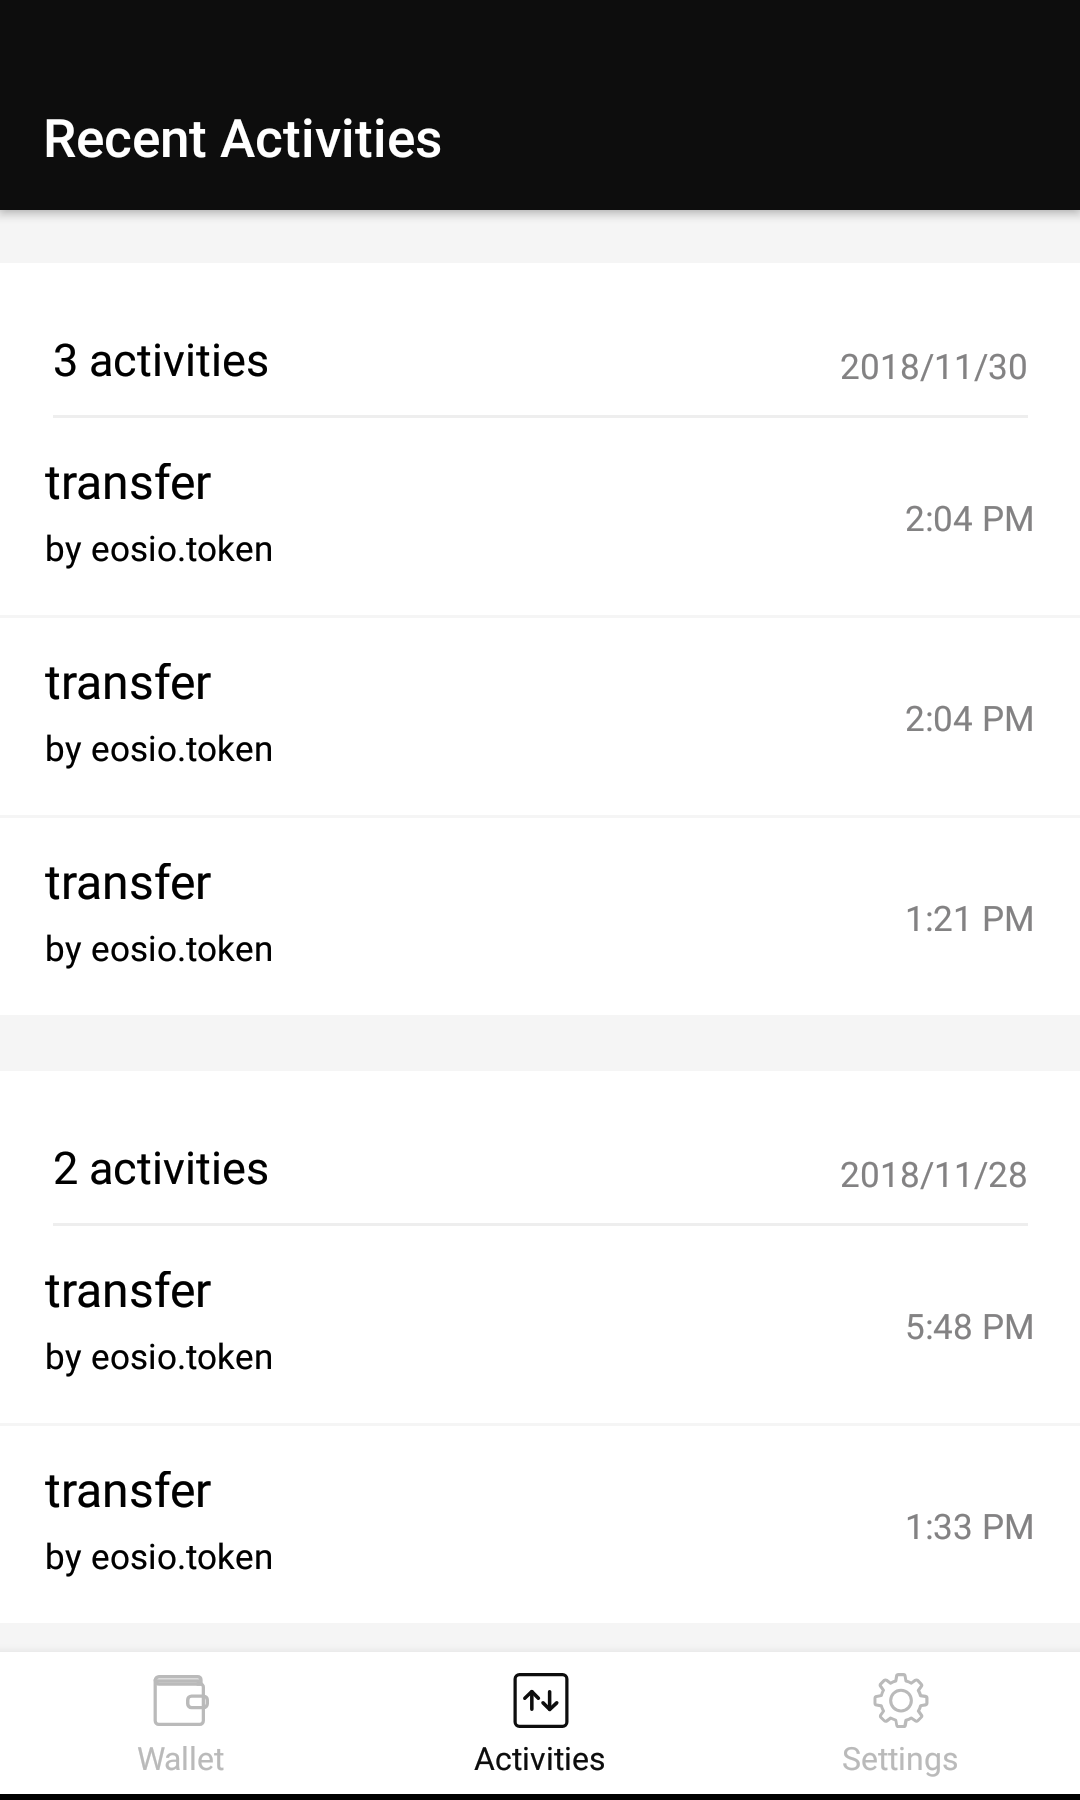 Recent Activities
3 activities
2018/11/30
transfer
by eosio.token
2:04 PM
transfer
by eosio.token
2:04 PM
transfer
by eosio.token
1:21 PM
2 activities
2018/11/28
transfer
by eosio.token
5:48 PM
transfer
by eosio.token
1:33 PM
Wallet
Activities
Settings